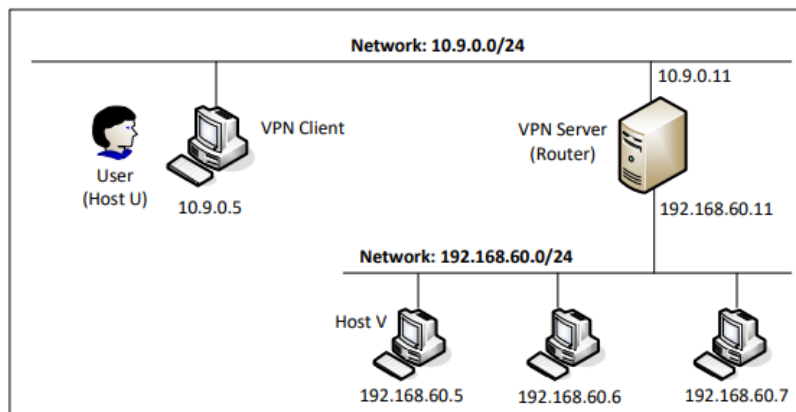 Network: 10.9.0.0/24
10.9.0.11
VPN Client
VPN Server
(Router)
User
(Host U)
10.9.0.5
192.168.60.11
Network: 192.168.60.0/24
Host V
192.168.60.5
192.168.60.6
192.168.60.7